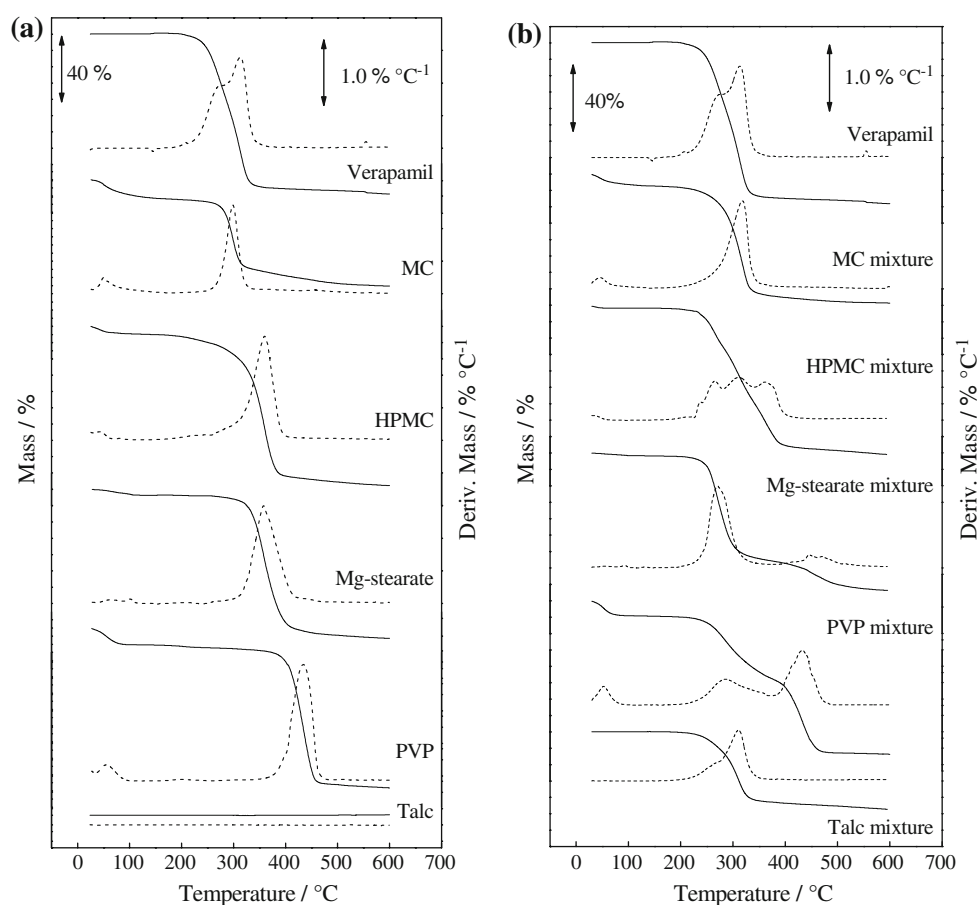 (a)
40 %
1.0 % °C⁻¹
Verapamil
MC
HPMC
Mg-stearate
PVP
Talc
Mass / %
Deriv. Mass / % °C⁻¹
0 100 200 300 400 500 600 700
Temperature / °C
(b)
40%
1.0 % °C⁻¹
Verapamil
MC mixture
HPMC mixture
Mg-stearate mixture
PVP mixture
Talc mixture
Mass / %
Deriv. Mass / % °C⁻¹
0 100 200 300 400 500 600 700
Temperature / °C